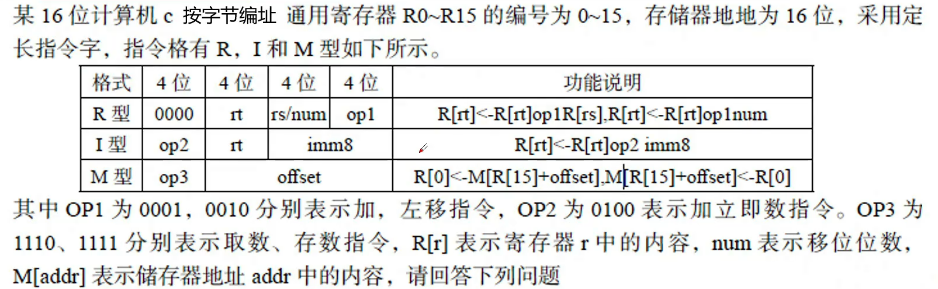 某 16 位计算机 c 按字节编址 通用寄存器 R0~R15 的编号为 0~15，存储器地地为 16 位，采用定
长指令字，指令格有 R，I 和 M 型如下所示。
格式 4 位 4 位 4 位 4 位 功能说明
R 型 0000 rt rs/num op1 R[rt]<-R[rt]op1R[rs],R[rt]<-R[rt]op1num
I 型 op2 rt imm8 R[rt]<-R[rt]op2 imm8
M 型 op3 offset R[0]<-M[R[15]+offset],M[R[15]+offset]<-R[0]
其中 OP1 为 0001，0010 分别表示加，左移指令，OP2 为 0100 表示加立即数指令。OP3 为
1110、1111 分别表示取数、存数指令，R[r] 表示寄存器 r 中的内容，num 表示移位位数，
M[addr] 表示储存器地址 addr 中的内容，请回答下列问题